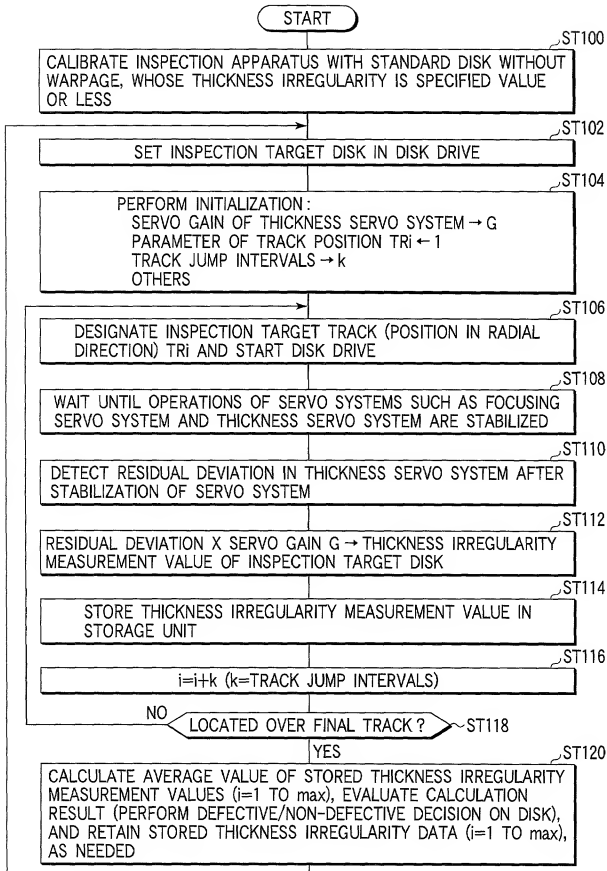 START
ST100
CALIBRATE INSPECTION APPARATUS WITH STANDARD DISK WITHOUT
WARPAGE, WHOSE THICKNESS IRREGULARITY IS SPECIFIED VALUE
OR LESS
ST102
SET INSPECTION TARGET DISK IN DISK DRIVE
ST104
PERFORM INITIALIZATION:
SERVO GAIN OF THICKNESS SERVO SYSTEM → G
PARAMETER OF TRACK POSITION TRi ← 1
TRACK JUMP INTERVALS → k
OTHERS
ST106
DESIGNATE INSPECTION TARGET TRACK (POSITION IN RADIAL
DIRECTION) TRi AND START DISK DRIVE
ST108
WAIT UNTIL OPERATIONS OF SERVO SYSTEMS SUCH AS FOCUSING
SERVO SYSTEM AND THICKNESS SERVO SYSTEM ARE STABILIZED
ST110
DETECT RESIDUAL DEVIATION IN THICKNESS SERVO SYSTEM AFTER
STABILIZATION OF SERVO SYSTEM
ST112
RESIDUAL DEVIATION X SERVO GAIN G → THICKNESS IRREGULARITY
MEASUREMENT VALUE OF INSPECTION TARGET DISK
ST114
STORE THICKNESS IRREGULARITY MEASUREMENT VALUE IN
STORAGE UNIT
ST116
i=i+k (k=TRACK JUMP INTERVALS)
NO
LOCATED OVER FINAL TRACK? ST118
YES
ST120
CALCULATE AVERAGE VALUE OF STORED THICKNESS IRREGULARITY
MEASUREMENT VALUES (i=1 TO max), EVALUATE CALCULATION
RESULT (PERFORM DEFECTIVE/NON-DEFECTIVE DECISION ON DISK),
AND RETAIN STORED THICKNESS IRREGULARITY DATA (i=1 TO max),
AS NEEDED